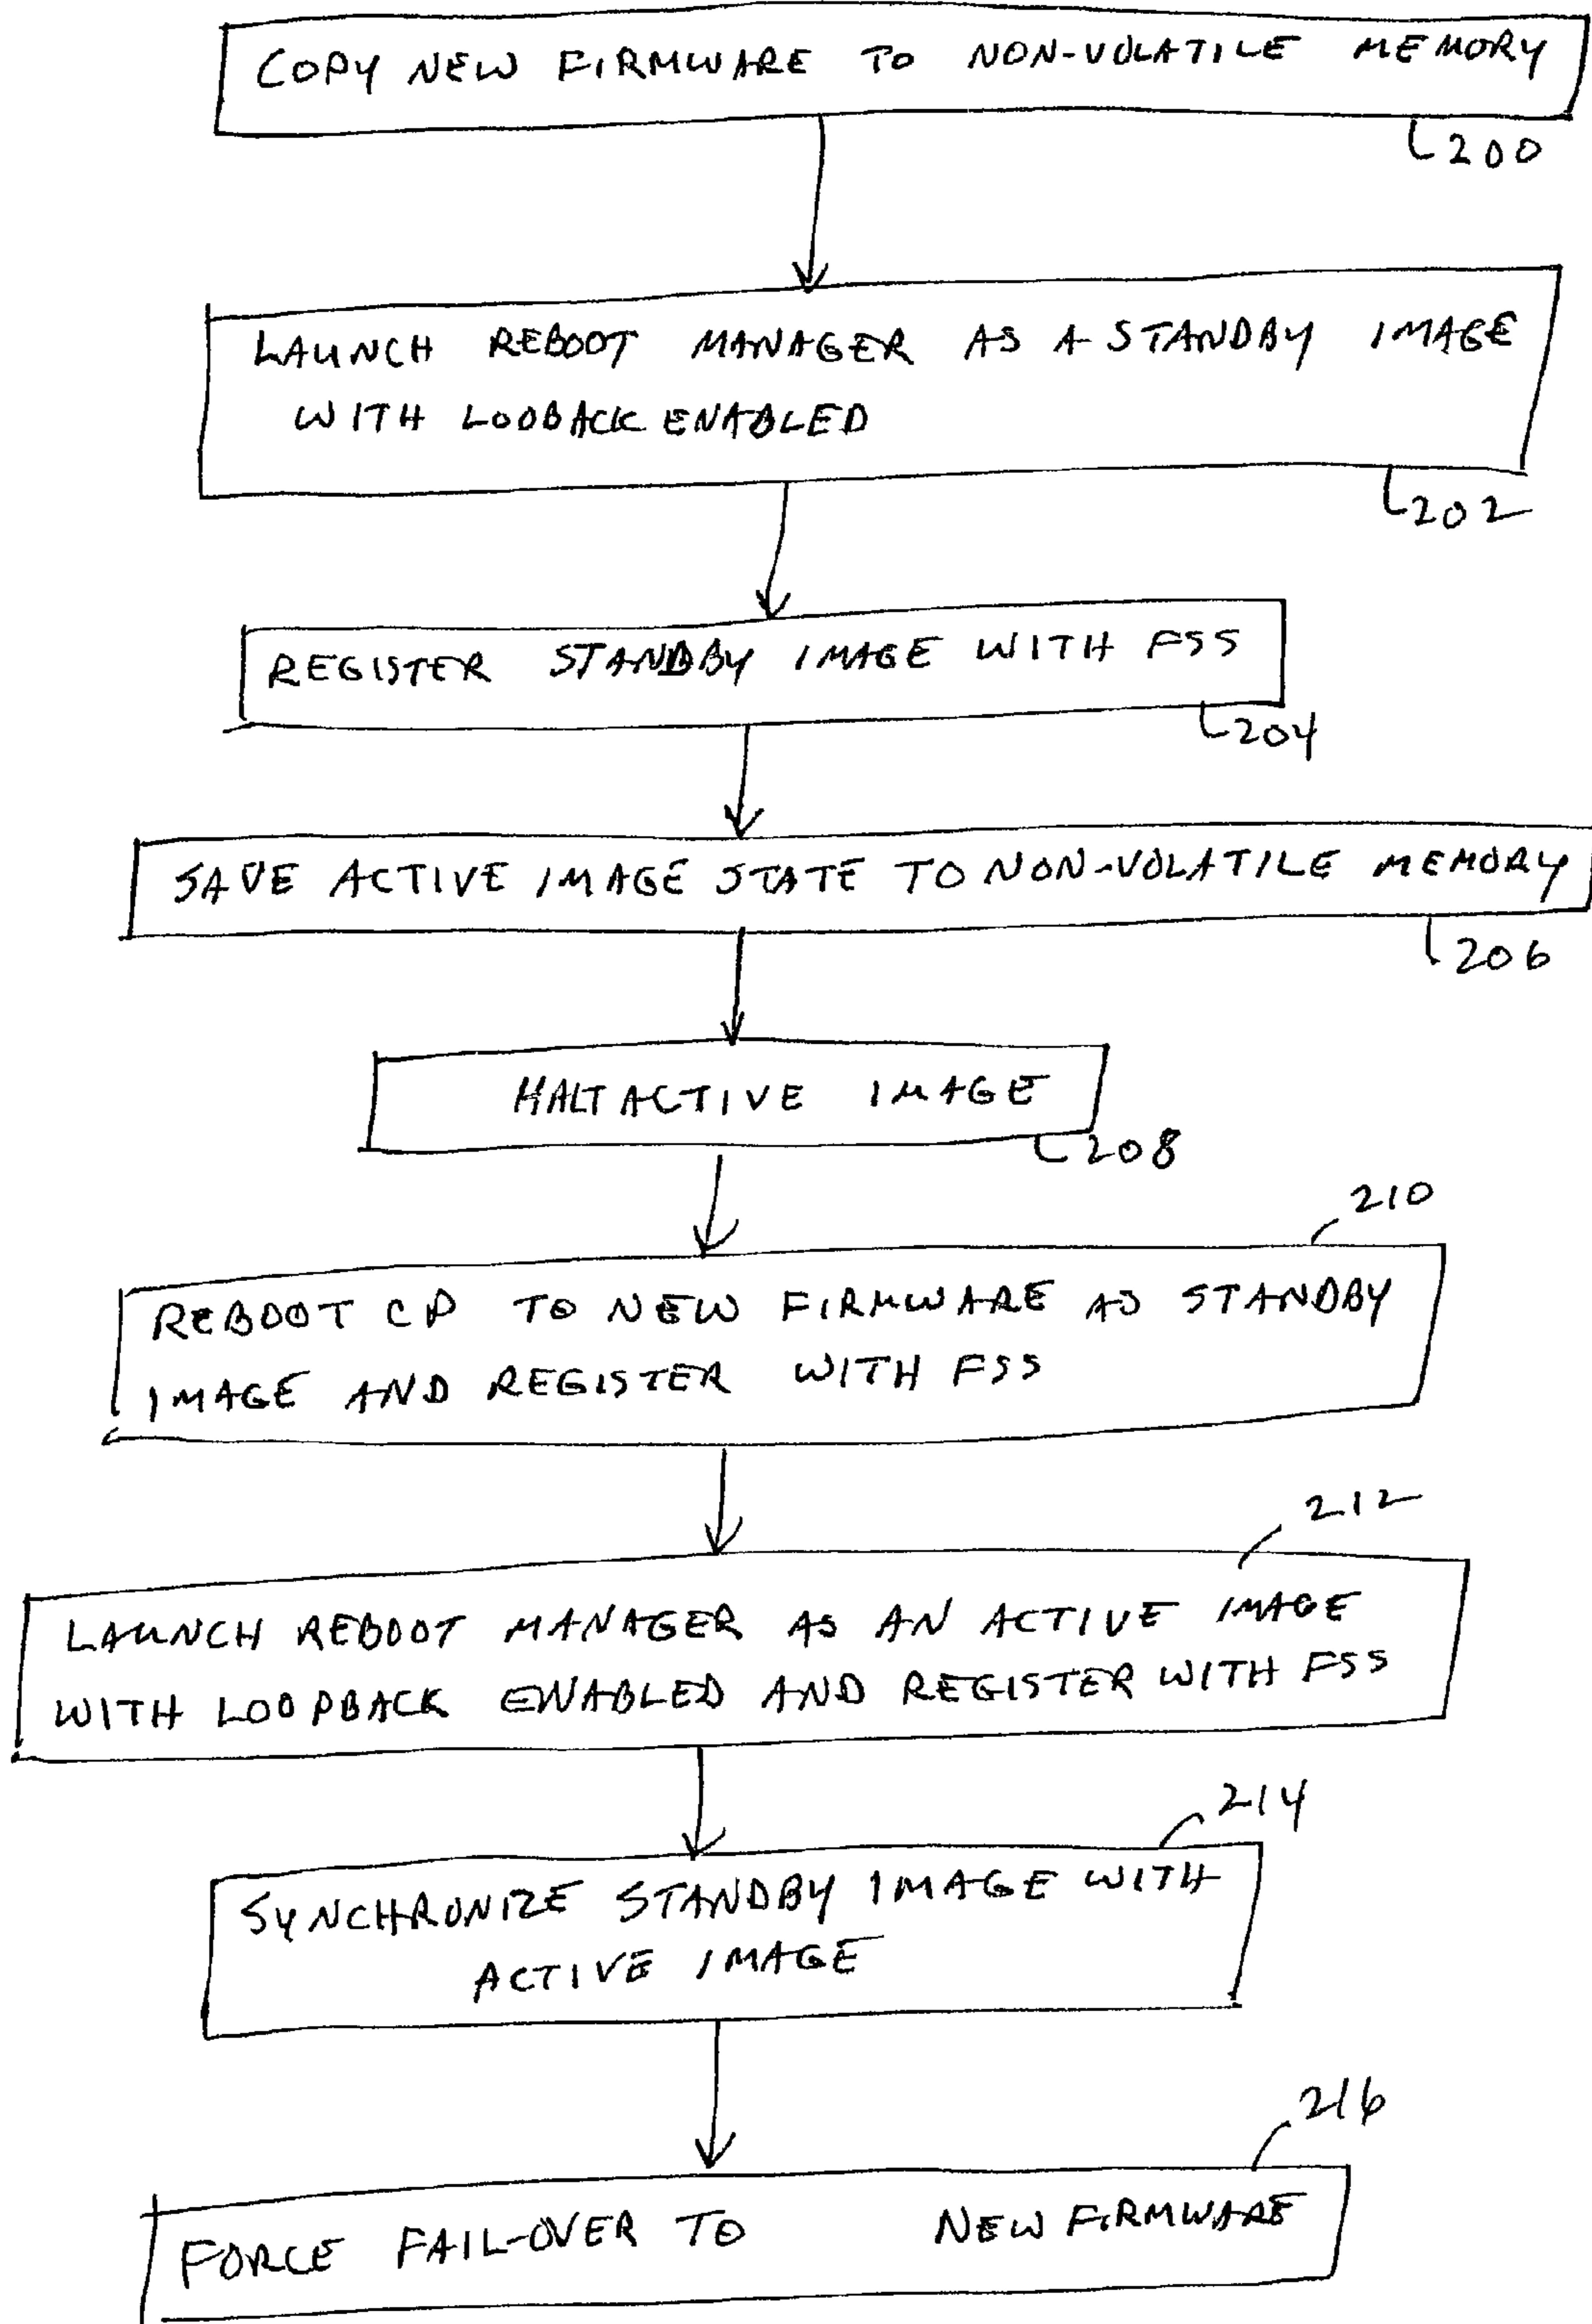 COPY NEW FIRMWARE TO NON-VOLATILE MEMORY
200
LAUNCH REBOOT MANAGER AS A STANDBY IMAGE
WITH LOOBACK ENABLED
202
REGISTER STANDBY IMAGE WITH FSS
204
SAVE ACTIVE IMAGE STATE TO NON-VOLATILE MEMORY
206
HALT ACTIVE IMAGE
208
210
REBOOT CP TO NEW FIRMWARE AS STANDBY
IMAGE AND REGISTER WITH FSS
212
LAUNCH REBOOT MANAGER AS AN ACTIVE IMAGE
WITH LOOPBACK ENABLED AND REGISTER WITH FSS
214
SYNCHRONIZE STANDBY IMAGE WITH
ACTIVE IMAGE
216
FORCE FAIL-OVER TO NEW FIRMWARE